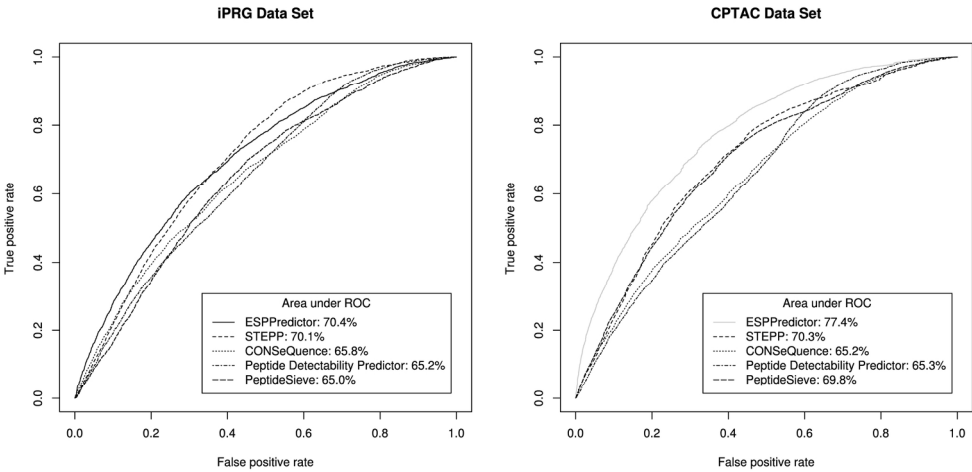 iPRG Data Set
True positive rate
1.0
0.8
0.6
0.4
0.2
0.0
Area under ROC
ESPPredictor: 70.4%
STEPP: 70.1%
CONSeQuence: 65.8%
Peptide Detectability Predictor: 65.2%
PeptideSieve: 65.0%
0.0 0.2 0.4 0.6 0.8 1.0
False positive rate
CPTAC Data Set
True positive rate
1.0
0.8
0.6
0.4
0.2
0.0
Area under ROC
ESPPredictor: 77.4%
STEPP: 70.3%
CONSeQuence: 65.2%
Peptide Detectability Predictor: 65.3%
PeptideSieve: 69.8%
0.0 0.2 0.4 0.6 0.8 1.0
False positive rate